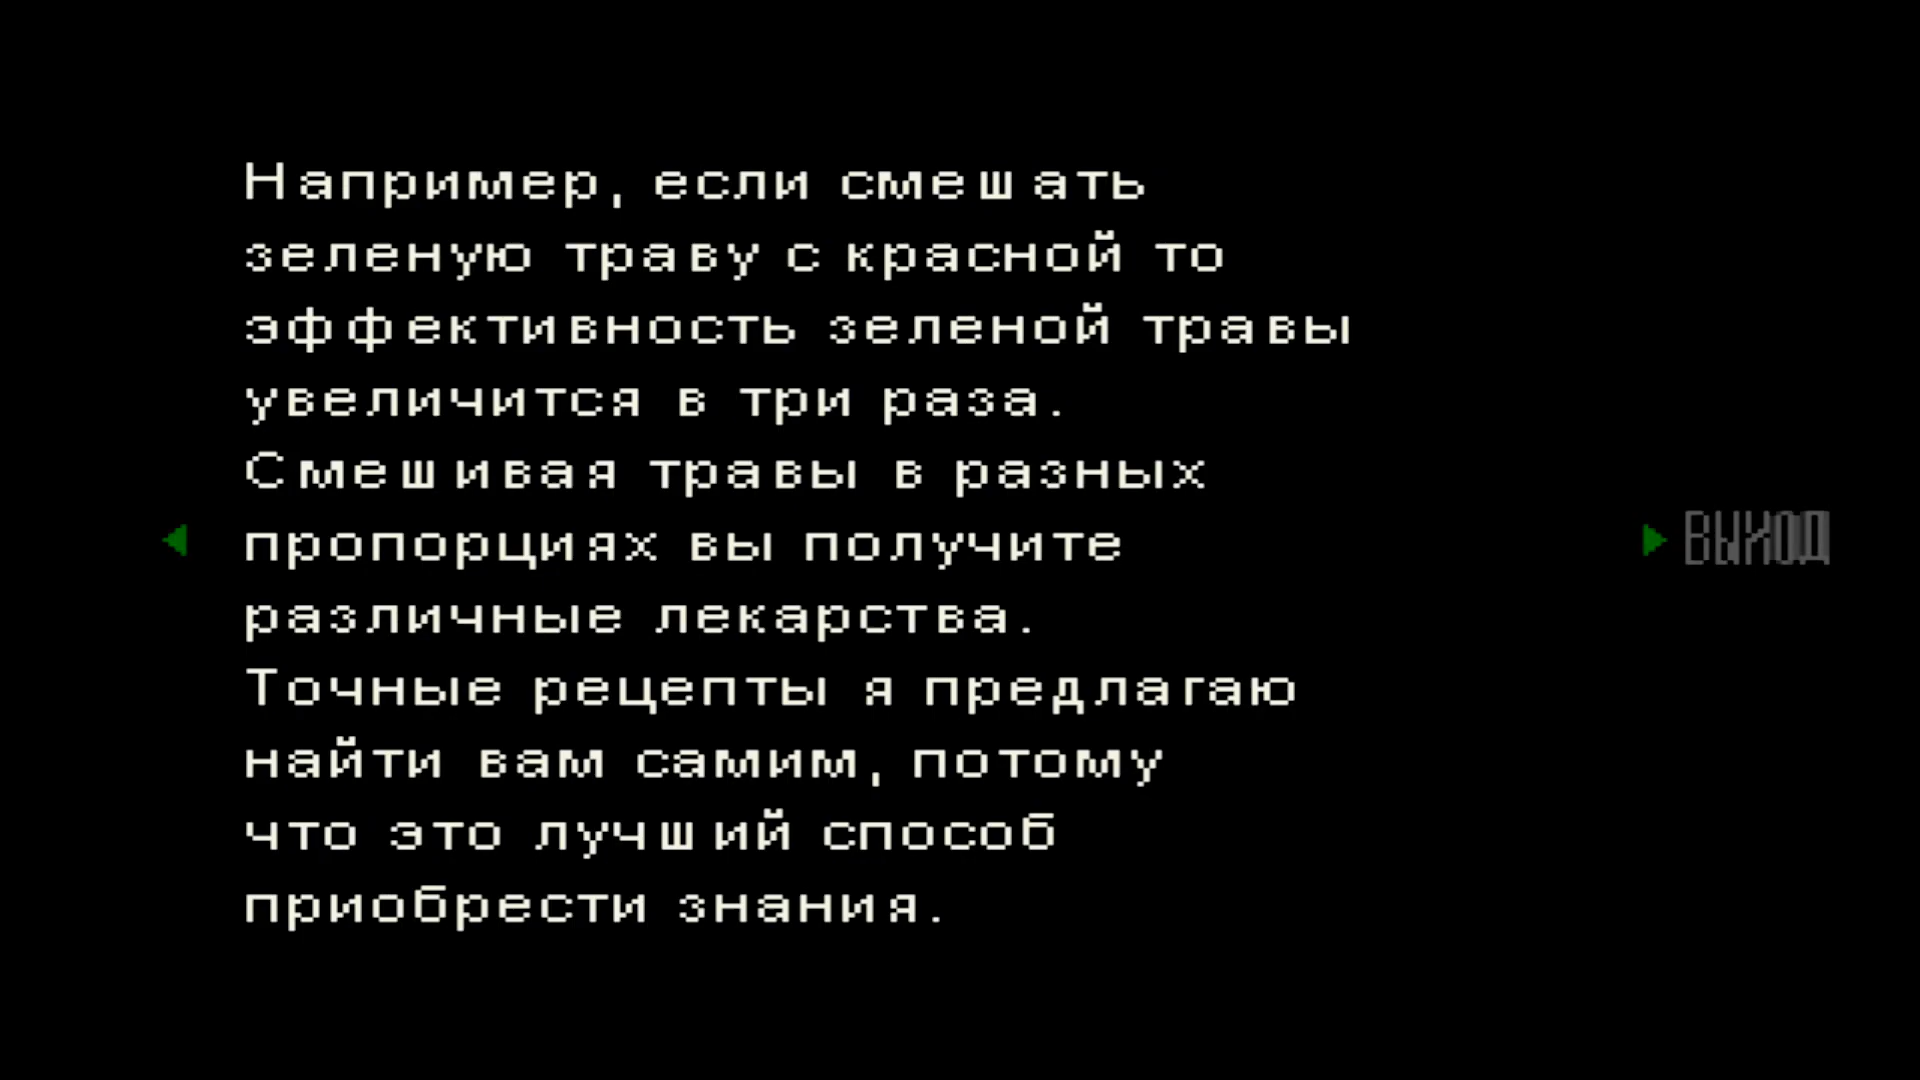 Например, если смешать
зеленую траву с красной то
эффективность зеленой травы
увеличится в три раза.
Смешивая травы в разных
пропорциях вы получите
различные лекарства.
Точные рецепты я предлагаю
найти вам самим, потому
что это лучший способ
приобрести знания.
ВЫХОД